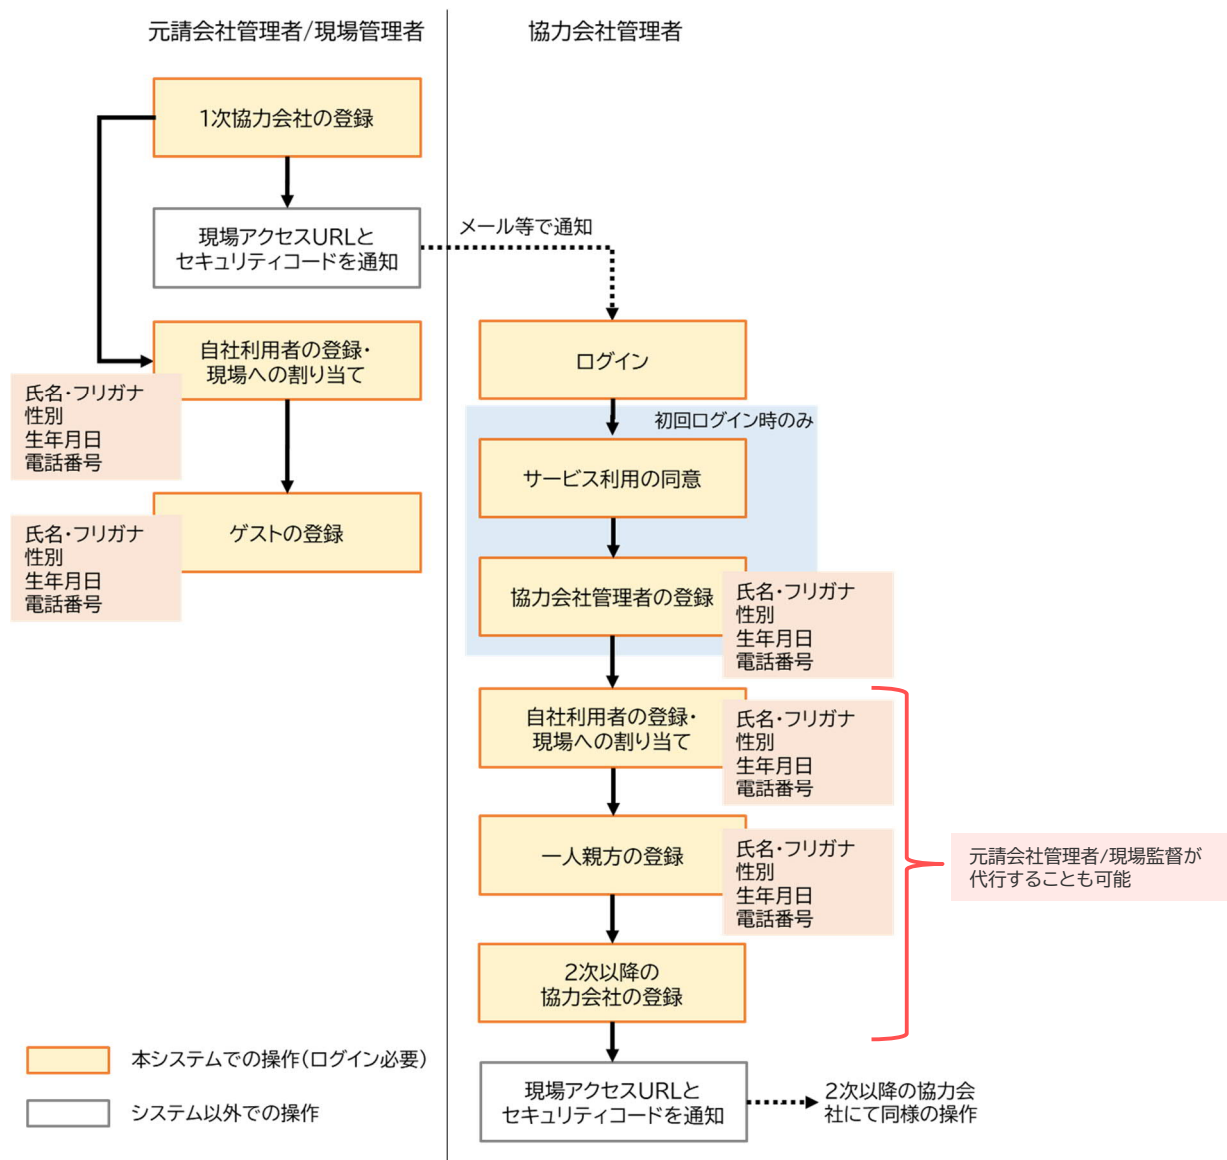 元請会社管理者/現場管理者
協力会社管理者
1次協力会社の登録
現場アクセスURLと
セキュリティコードを通知
メール等で通知
自社利用者の登録・
現場への割り当て
氏名・フリガナ
性別
生年月日
電話番号
ゲストの登録
氏名・フリガナ
性別
生年月日
電話番号
ログイン
初回ログイン時のみ
サービス利用の同意
協力会社管理者の登録
氏名・フリガナ
性別
生年月日
電話番号
自社利用者の登録・
現場への割り当て
氏名・フリガナ
性別
生年月日
電話番号
一人親方の登録
氏名・フリガナ
性別
生年月日
電話番号
元請会社管理者/現場監督が
代行することも可能
2次以降の
協力会社の登録
現場アクセスURLと
セキュリティコードを通知
2次以降の協力会
社にて同様の操作
本システムでの操作(ログイン必要)
システム以外での操作